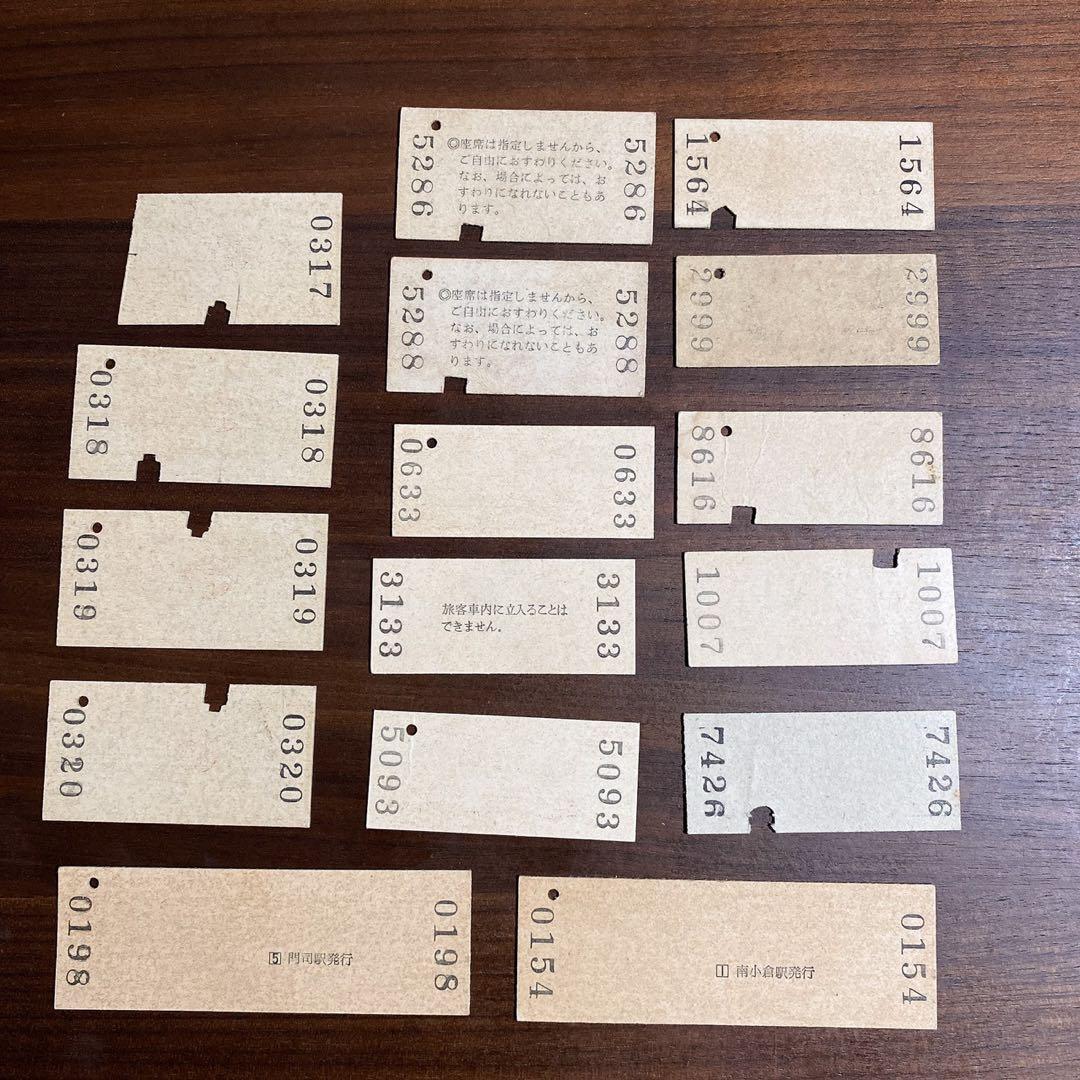 0317
0318
0318
0319
0319
0320
0320
5286
◎座席は指定しませんから、
ご自由におすわりください。
なお、場合によっては、お
すわりになれないこともあ
ります。
5286
5288
◎座席は指定しませんから、
ご自由におすわりください。
なお、場合によっては、お
すわりになれないこともあ
ります。
5288
0633
0633
3133
旅客車内に立入ることは
できません。
3133
5093
5093
1564
1564
2999
2999
8616
8616
1007
1007
7426
7426
0198
5 門司駅発行
0198
0154
1 南小倉駅発行
0154